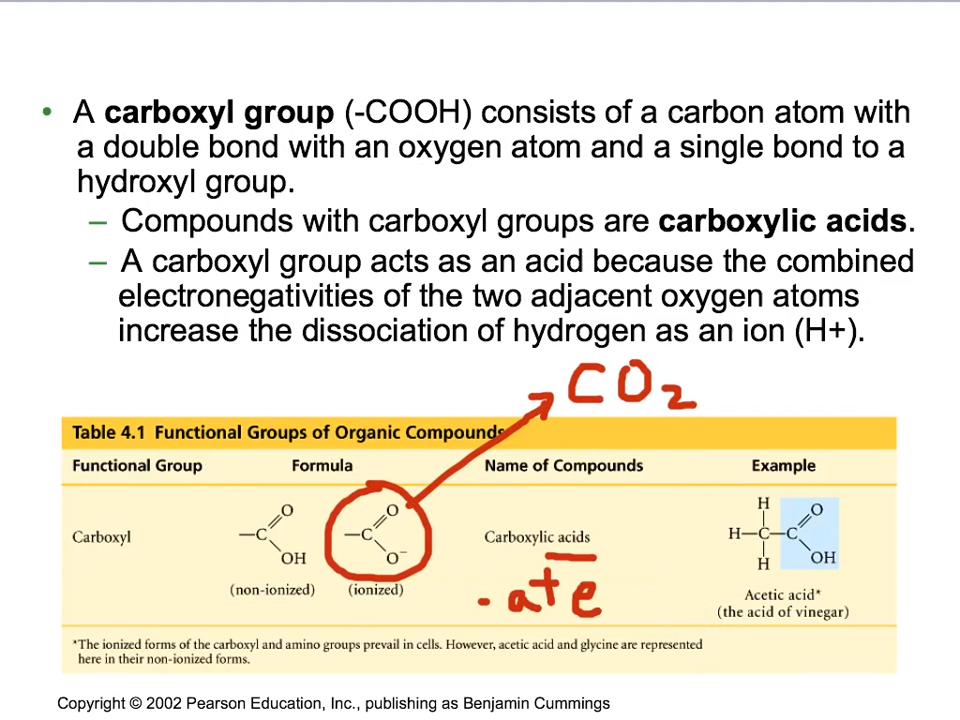 • A carboxyl group (-COOH) consists of a carbon atom with
a double bond with an oxygen atom and a single bond to a
hydroxyl group.
– Compounds with carboxyl groups are carboxylic acids.
– A carboxyl group acts as an acid because the combined
electronegativities of the two adjacent oxygen atoms
increase the dissociation of hydrogen as an ion (H+).
CO2
Table 4.1 Functional Groups of Organic Compounds
Functional Group Formula Name of Compounds Example
H
O O O
Carboxyl —C —C Carboxylic acids H—C—C
OH O⁻ H OH
(non-ionized) (ionized) -ate Acetic acid*
(the acid of vinegar)
*The ionized forms of the carboxyl and amino groups prevail in cells. However, acetic acid and glycine are represented
here in their non-ionized forms.
Copyright © 2002 Pearson Education, Inc., publishing as Benjamin Cummings